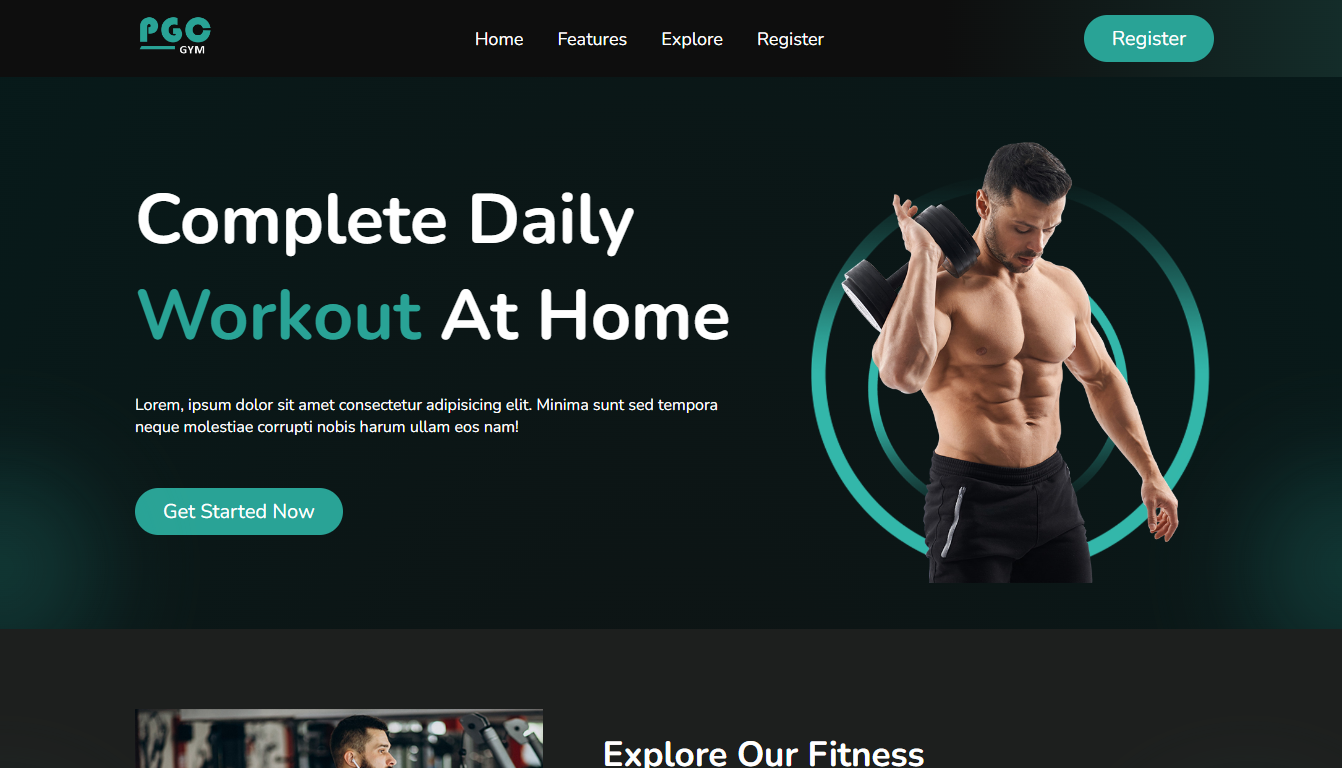 PGC
GYM
Home Features Explore Register
Register
Complete Daily
Workout At Home
Lorem, ipsum dolor sit amet consectetur adipisicing elit. Minima sunt sed tempora
neque molestiae corrupti nobis harum ullam eos nam!
Get Started Now
Explore Our Fitness